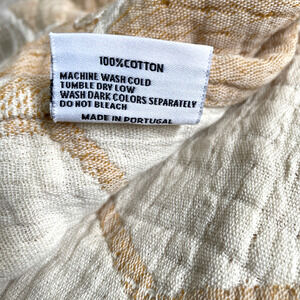 100%COTTON
MACHINE WASH COLD
TUMBLE DRY LOW
WASH DARK COLORS SEPARATELY
DO NOT BLEACH
MADE IN PORTUGAL